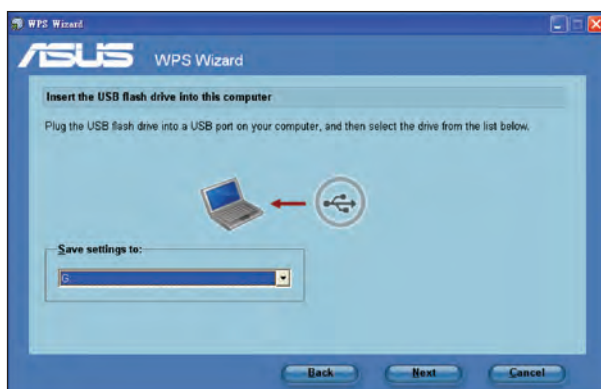 WPS Wizard
ASUS WPS Wizard
Insert the USB flash drive into this computer
Plug the USB flash drive into a USB port on your computer, and then select the drive from the list below.
Save settings to:
G:
Back Next Cancel